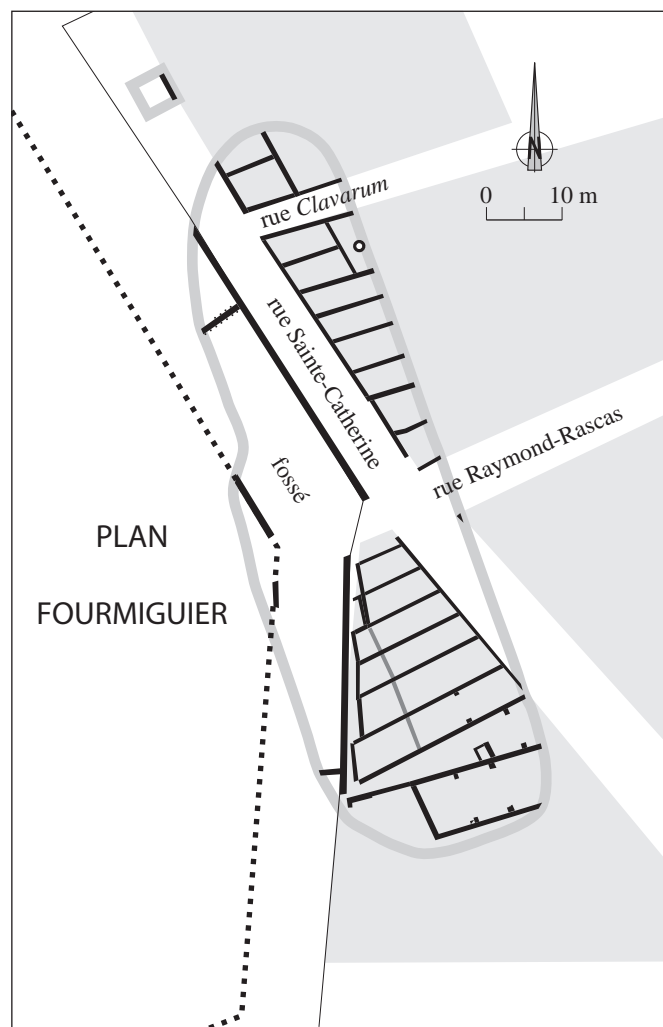 N
0 10 m
rue Clavarum
rue Sainte-Catherine
rue Raymond-Rascas
fossé
PLAN
FOURMIGUIER